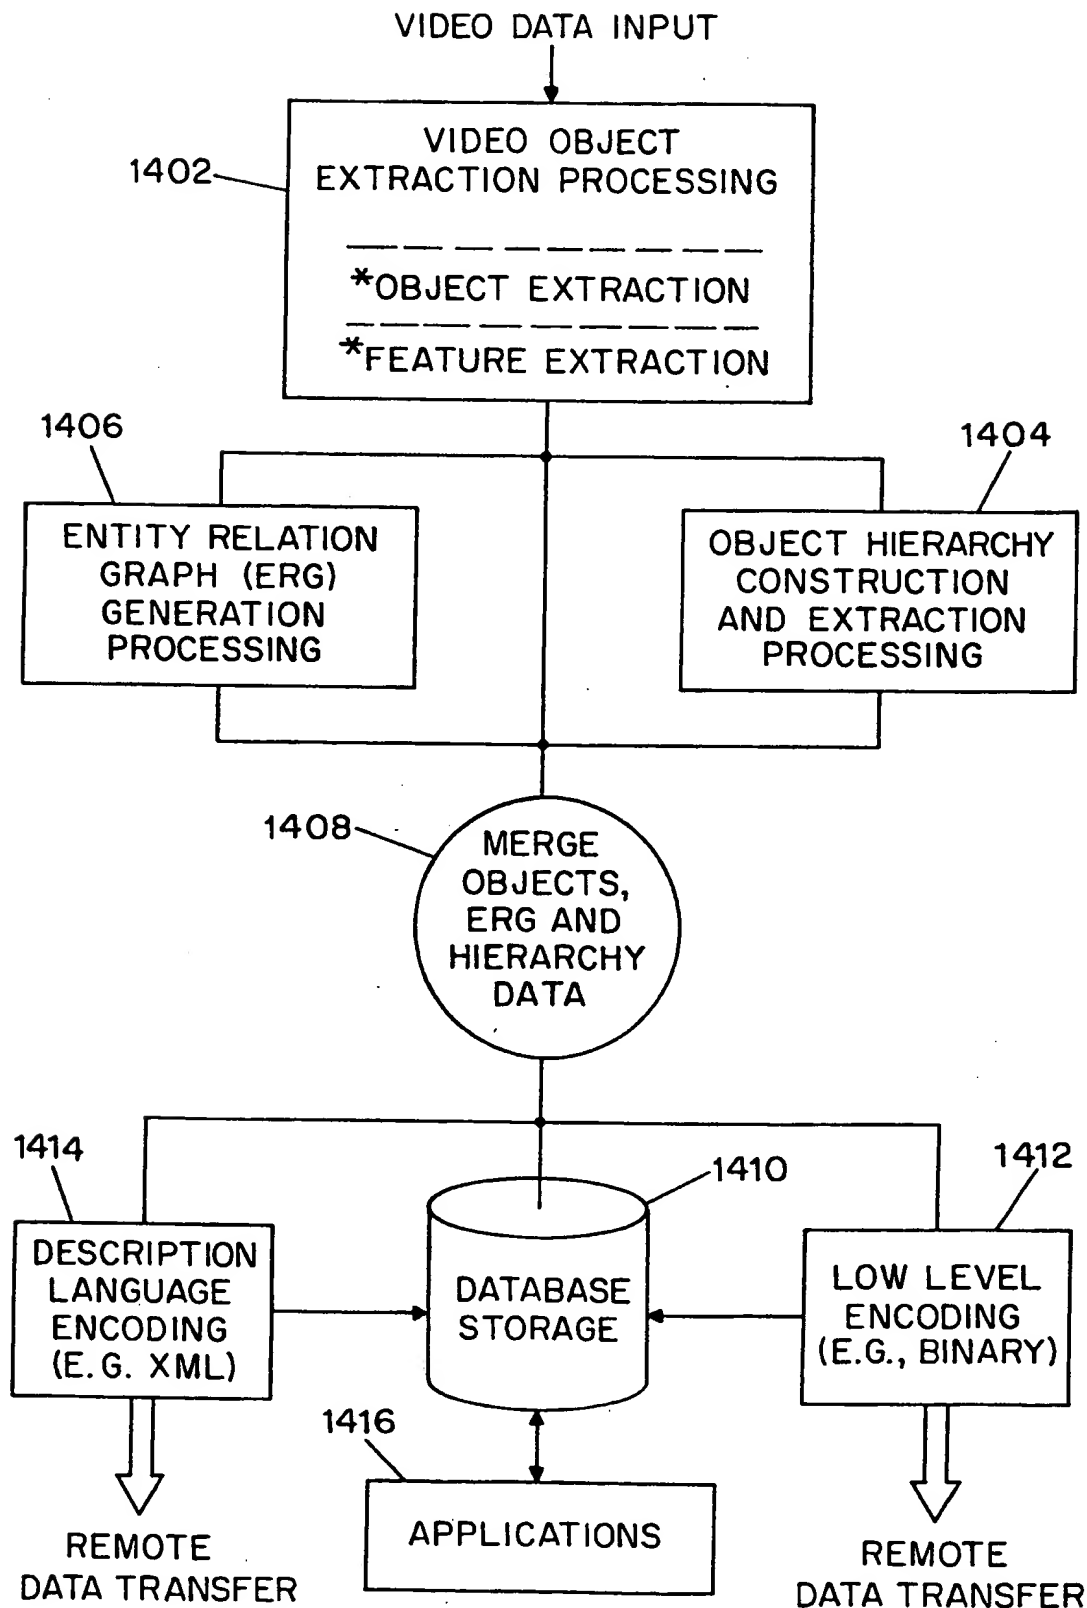 VIDEO DATA INPUT
VIDEO OBJECT
EXTRACTION PROCESSING
1402
*OBJECT EXTRACTION
*FEATURE EXTRACTION
1406
1404
ENTITY RELATION
GRAPH (ERG)
GENERATION
PROCESSING
OBJECT HIERARCHY
CONSTRUCTION
AND EXTRACTION
PROCESSING
1408
MERGE
OBJECTS,
ERG AND
HIERARCHY
DATA
1414
1410
1412
DESCRIPTION
LANGUAGE
ENCODING
(E.G. XML)
DATABASE
STORAGE
LOW LEVEL
ENCODING
(E.G., BINARY)
1416
APPLICATIONS
REMOTE
DATA TRANSFER
REMOTE
DATA TRANSFER